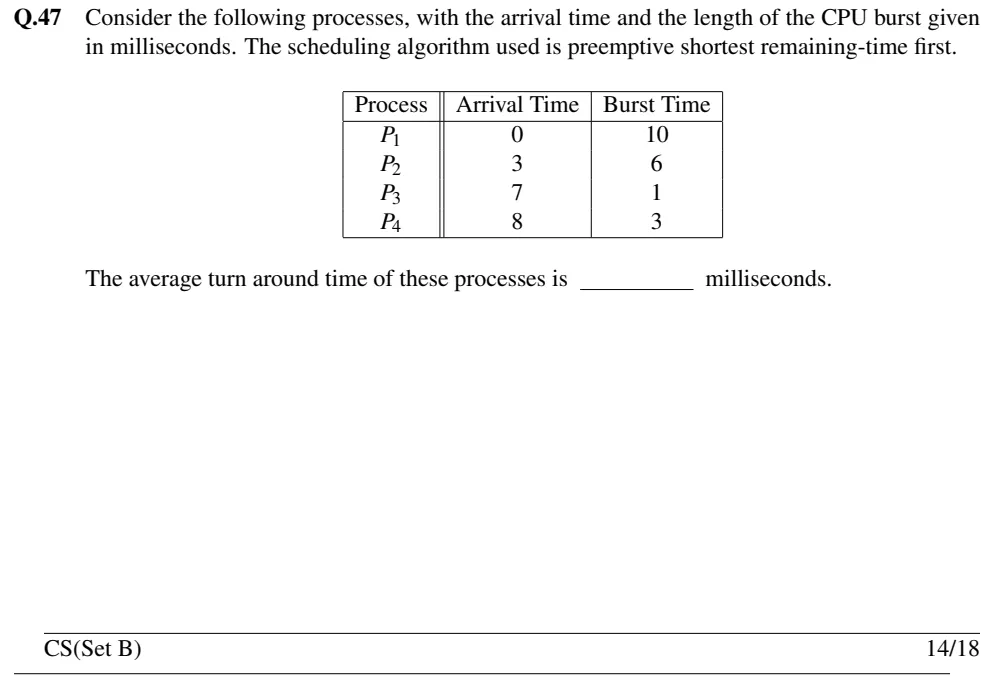 Q.47 Consider the following processes, with the arrival time and the length of the CPU burst given
in milliseconds. The scheduling algorithm used is preemptive shortest remaining-time first.
Process Arrival Time Burst Time
P1 0 10
P2 3 6
P3 7 1
P4 8 3
The average turn around time of these processes is _________ milliseconds.
CS(Set B) 14/18